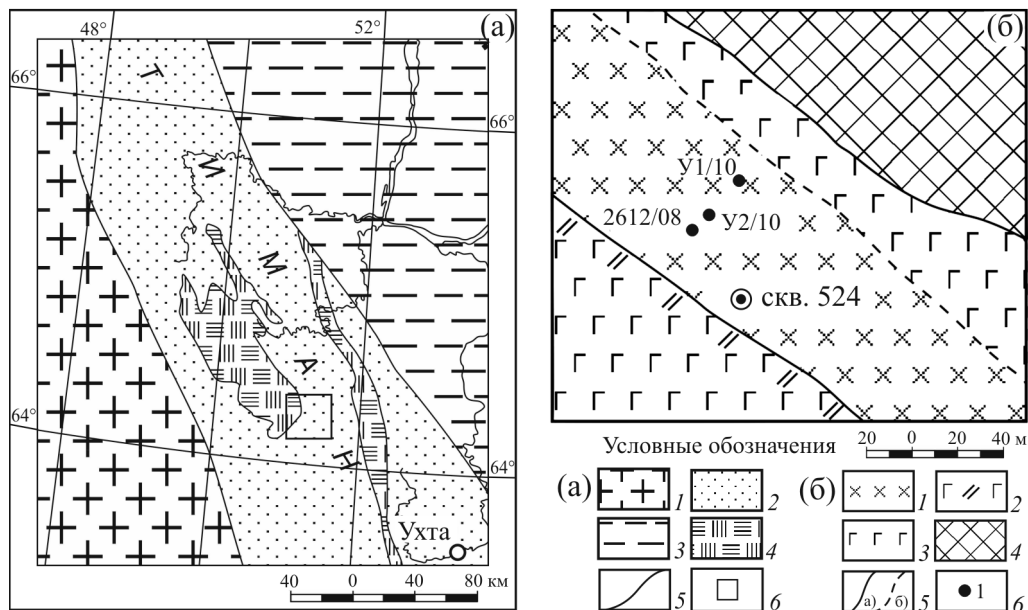 (а)
48°
52°
66°
66°
64°
64°
Т
И
М
А
Н
Ухта
40 0 40 80 км
(б)
У1/10
2612/08
У2/10
скв. 524
Условные обозначения
20 0 20 40 м
(а)
1
2
3
4
5
6
(б)
1
2
3
4
а)
б)
5
1
6